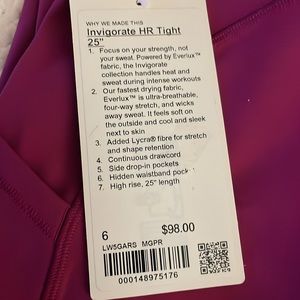 WHY WE MADE THIS
Invigorate HR Tight
25"
1. Focus on your strength, not
your sweat. Powered by Everlux™
fabric, the Invigorate
collection handles heat and
sweat during intense workouts
2. Our fastest drying fabric,
Everlux™ is ultra-breathable,
four-way stretch, and wicks
away sweat. It feels soft on
the outside and cool and sleek
next to skin
3. Added Lycra® fibre for stretch
and shape retention
4. Continuous drawcord
5. Side drop-in pockets
6. Hidden waistband pocket
7. High rise, 25" length
6 $98.00
LW5GARS MGPR
000148975176